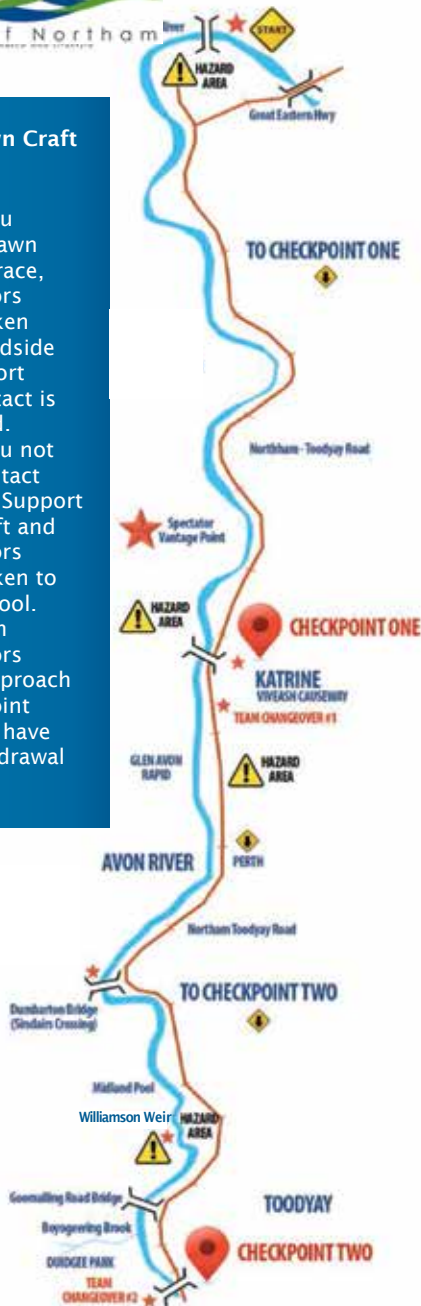 f Northam
River
START
HAZARD
AREA
Great Eastern Hwy
n Craft
u
awn
race,
ors
ken
dside
ort
tact is
l.
u not
tact
Support
ft and
ors
ken to
ool.
n
ors
proach
oint
have
drawal
TO CHECKPOINT ONE
Northham - Toodyay Road
Spectator
Vantage Point
HAZARD
AREA
CHECKPOINT ONE
KATRINE
VIVEASH CAUSEWAY
TEAM CHANGEOVER #1
GLEN AVON
RAPID
HAZARD
AREA
AVON RIVER
PERTH
Northam Toodyay Road
TO CHECKPOINT TWO
Dumbarton Bridge
(Sinclairs Crossing)
Midland Pool
Williamson Weir
HAZARD
AREA
Goomalling Road Bridge
Boyogerring Brook
TOODYAY
DUIDGEE PARK
CHECKPOINT TWO
TEAM
CHANGEOVER #2